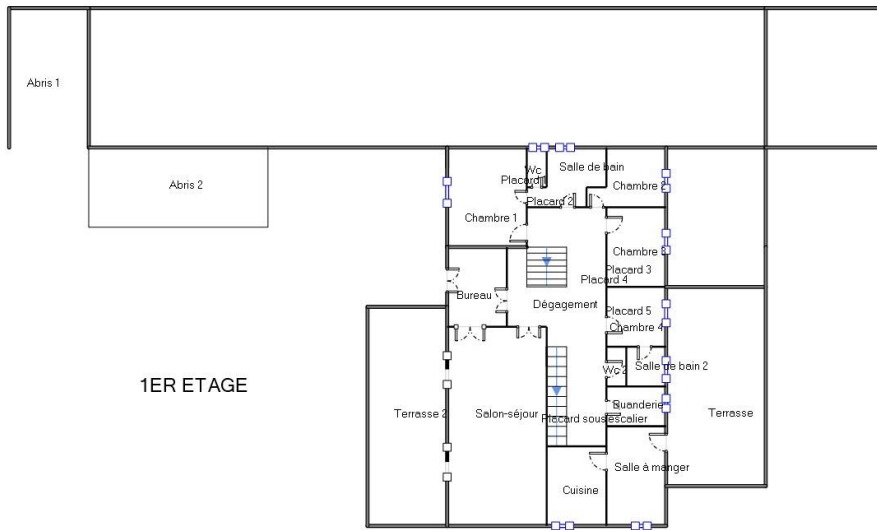 Abris 1
Wc
Salle de bain
Placard 1
Abris 2
Chambre 2
Placard 2
Chambre 1
Chambre 3
Placard 3
Placard 4
Bureau
Dégagement
Placard 5
Chambre 4
Wc 2
Salle de bain 2
1ER ETAGE
Buanderie
Terrasse 2
Salon-séjour
Placard sous escalier
Terrasse
Salle à manger
Cuisine